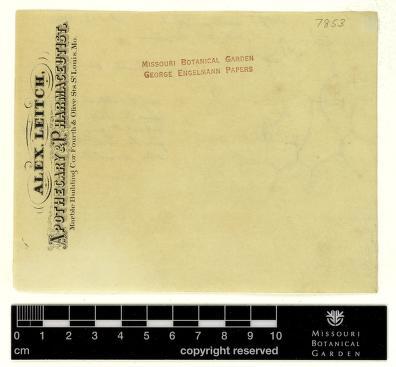 7853
MISSOURI BOTANICAL GARDEN
GEORGE ENGELMANN PAPERS
ALEX. LEITCH,
APOTHECARY & PHARMACEUTIST,
Marble Building Cor Fourth & Olive Sts. St Louis, Mo.
0 1 2 3 4 5 6 7 8 9 10
cm
copyright reserved
MISSOURI
BOTANICAL
GARDEN